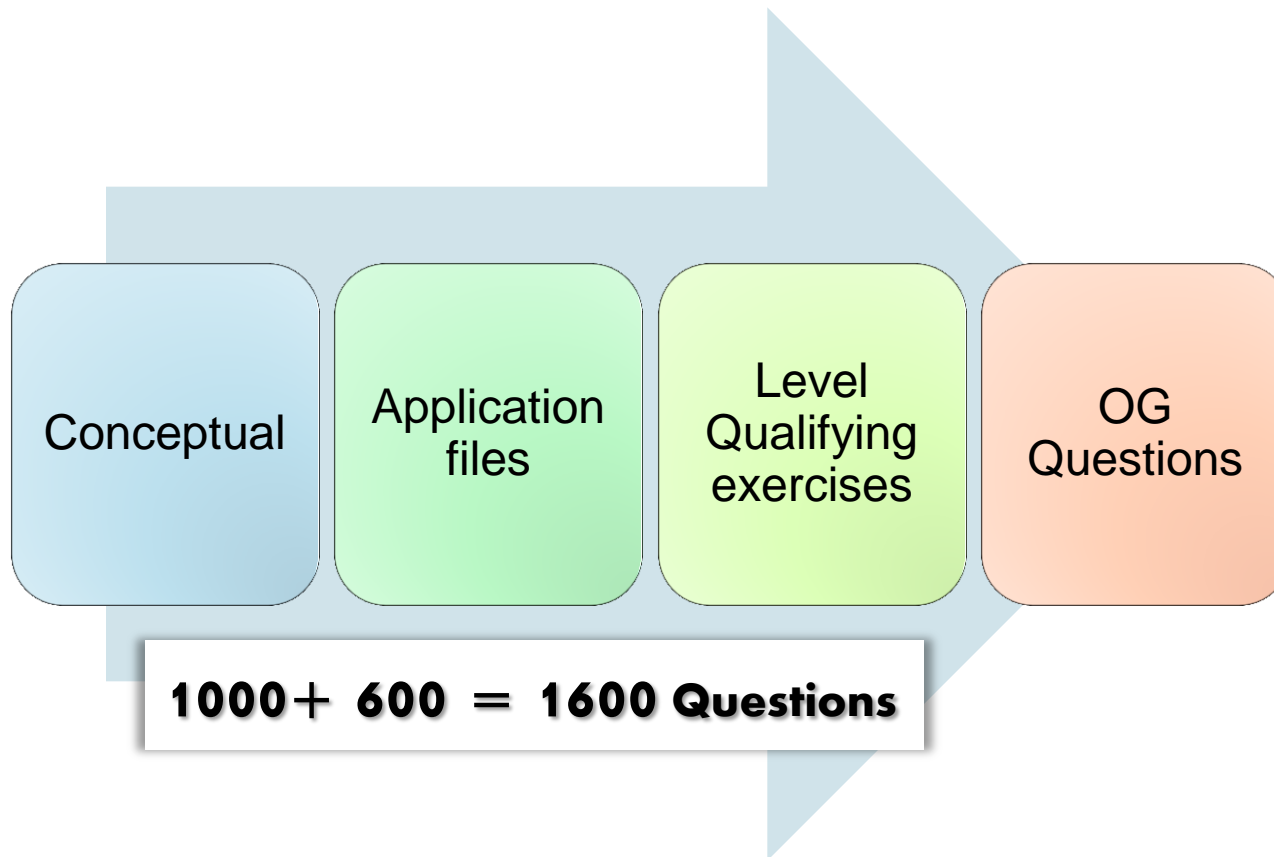 Conceptual
Application
files
Level
Qualifying
exercises
OG
Questions
1000+ 600 = 1600 Questions